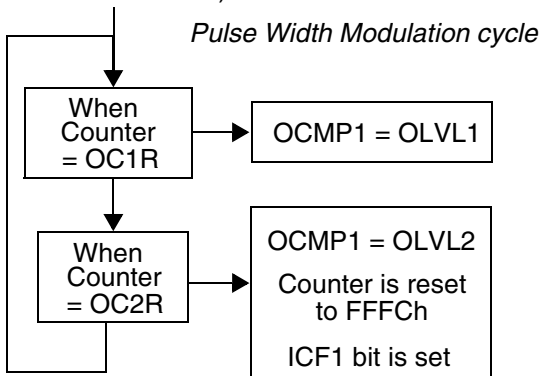 Pulse Width Modulation cycle
When
Counter
= OC1R
OCMP1 = OLVL1
When
Counter
= OC2R
OCMP1 = OLVL2
Counter is reset
to FFFCh
ICF1 bit is set